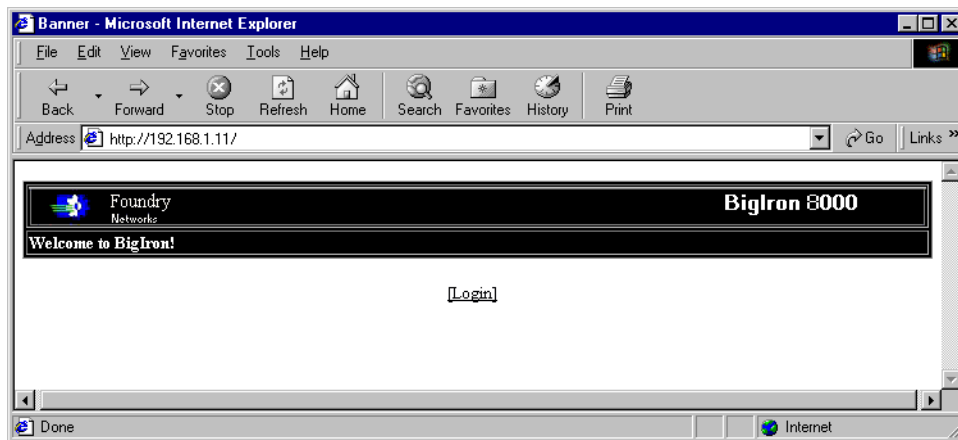 Banner - Microsoft Internet Explorer
File Edit View Favorites Tools Help
Back Forward Stop Refresh Home Search Favorites History Print
Address http://192.168.1.11/ Go Links »
Foundry
Networks
BigIron 8000
Welcome to BigIron!
[Login]
Done Internet